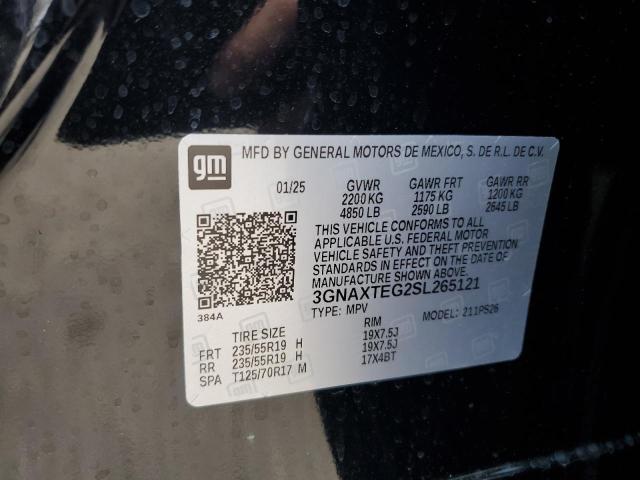 gm
MFD BY GENERAL MOTORS DE MEXICO, S. DE R.L. DE C.V.
01/25 GVWR GAWR FRT GAWR RR
2200 KG 1175 KG 1200 KG
4850 LB 2590 LB 2645 LB
THIS VEHICLE CONFORMS TO ALL
APPLICABLE U.S. FEDERAL MOTOR
VEHICLE SAFETY STANDARDS IN EFFECT ON
THE DATE OF MANUFACTURE SHOWN ABOVE.
3GNAXTEG2SL265121
384A
TYPE: MPV MODEL: 211PS26
TIRE SIZE RIM
FRT 235/55R19 H 19X7.5J
RR 235/55R19 H 19X7.5J
SPA T125/70R17 M 17X4BT